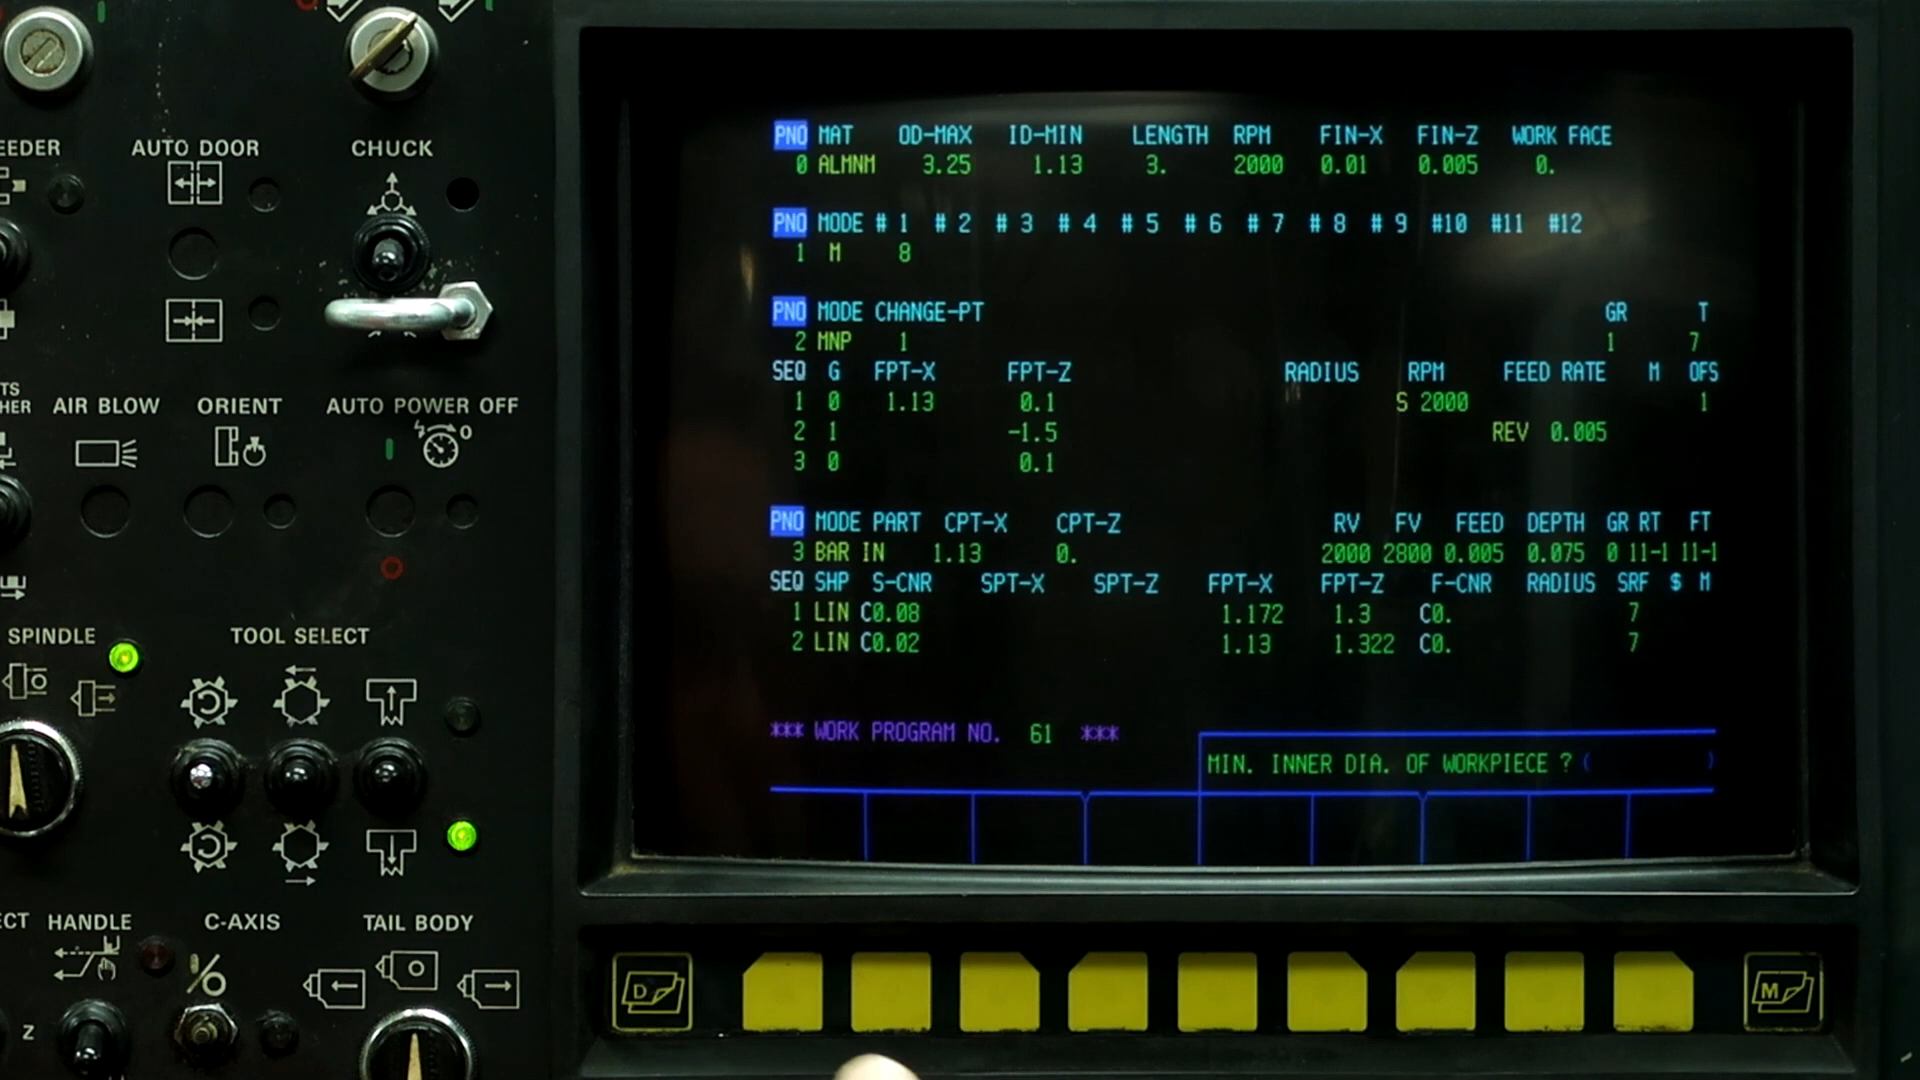 EEDER AUTO DOOR CHUCK
TS
HER AIR BLOW ORIENT AUTO POWER OFF
SPINDLE TOOL SELECT
ECT HANDLE C-AXIS TAIL BODY
Z
PNO MAT OD-MAX ID-MIN LENGTH RPM FIN-X FIN-Z WORK FACE
0 ALMNM 3.25 1.13 3. 2000 0.01 0.005 0.
PNO MODE # 1 # 2 # 3 # 4 # 5 # 6 # 7 # 8 # 9 #10 #11 #12
1 M 8
PNO MODE CHANGE-PT GR T
2 MNP 1 1 7
SEQ G FPT-X FPT-Z RADIUS RPM FEED RATE M OFS
1 0 1.13 0.1 S 2000 1
2 1 -1.5 REV 0.005
3 0 0.1
PNO MODE PART CPT-X CPT-Z RV FV FEED DEPTH GR RT FT
3 BAR IN 1.13 0. 2000 2800 0.005 0.075 0 11-1 11-1
SEQ SHP S-CNR SPT-X SPT-Z FPT-X FPT-Z F-CNR RADIUS SRF $ M
1 LIN C0.08 1.172 1.3 C0. 7
2 LIN C0.02 1.13 1.322 C0. 7
*** WORK PROGRAM NO. 61 ***
MIN. INNER DIA. OF WORKPIECE ? ( )
D M